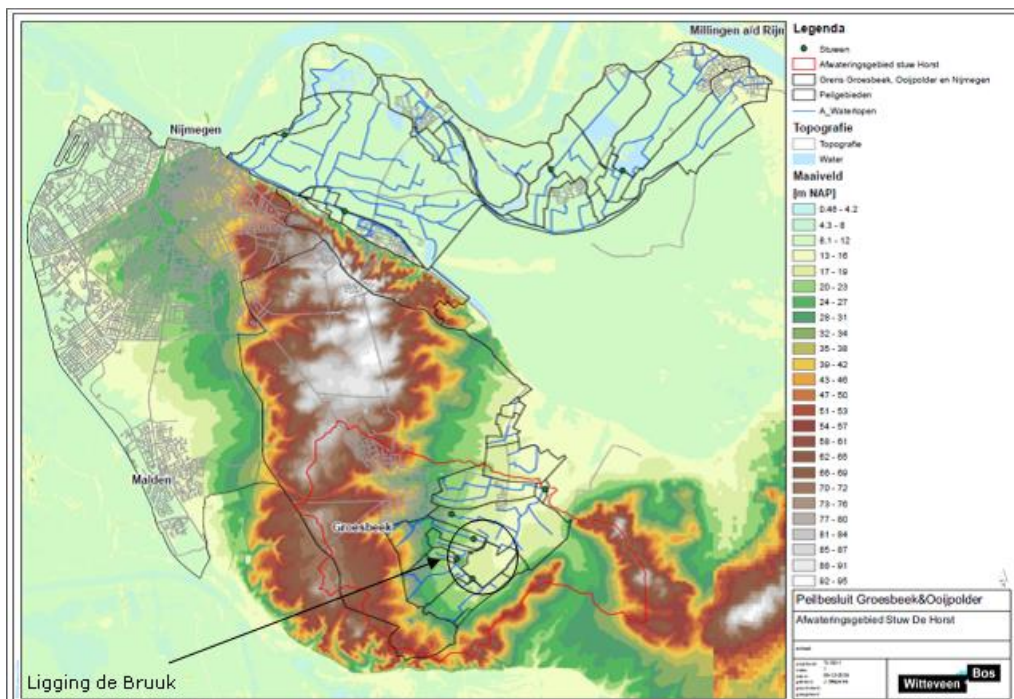 Millingen a/d Rijn
Nijmegen
Malden
Groesbeek
Ligging de Bruuk
Legenda
Stuwen
Afwateringsgebied stuw Horst
Grens Groesbeek, Ooijpolder en Nijmegen
Peilgebieden
A_Waterlopen
Topografie
Topografie
Water
Maaiveld
[m NAP]
0.46 - 4.2
4.3 - 8
8.1 - 12
13 - 16
17 - 19
20 - 23
24 - 27
28 - 31
32 - 34
35 - 38
39 - 42
43 - 46
47 - 50
51 - 53
54 - 57
58 - 61
62 - 65
66 - 69
70 - 72
73 - 76
77 - 80
81 - 84
85 - 87
88 - 91
92 - 95
Peilbesluit Groesbeek&Ooijpolder
Afwateringsgebied Stuw De Horst
Witteveen
Bos